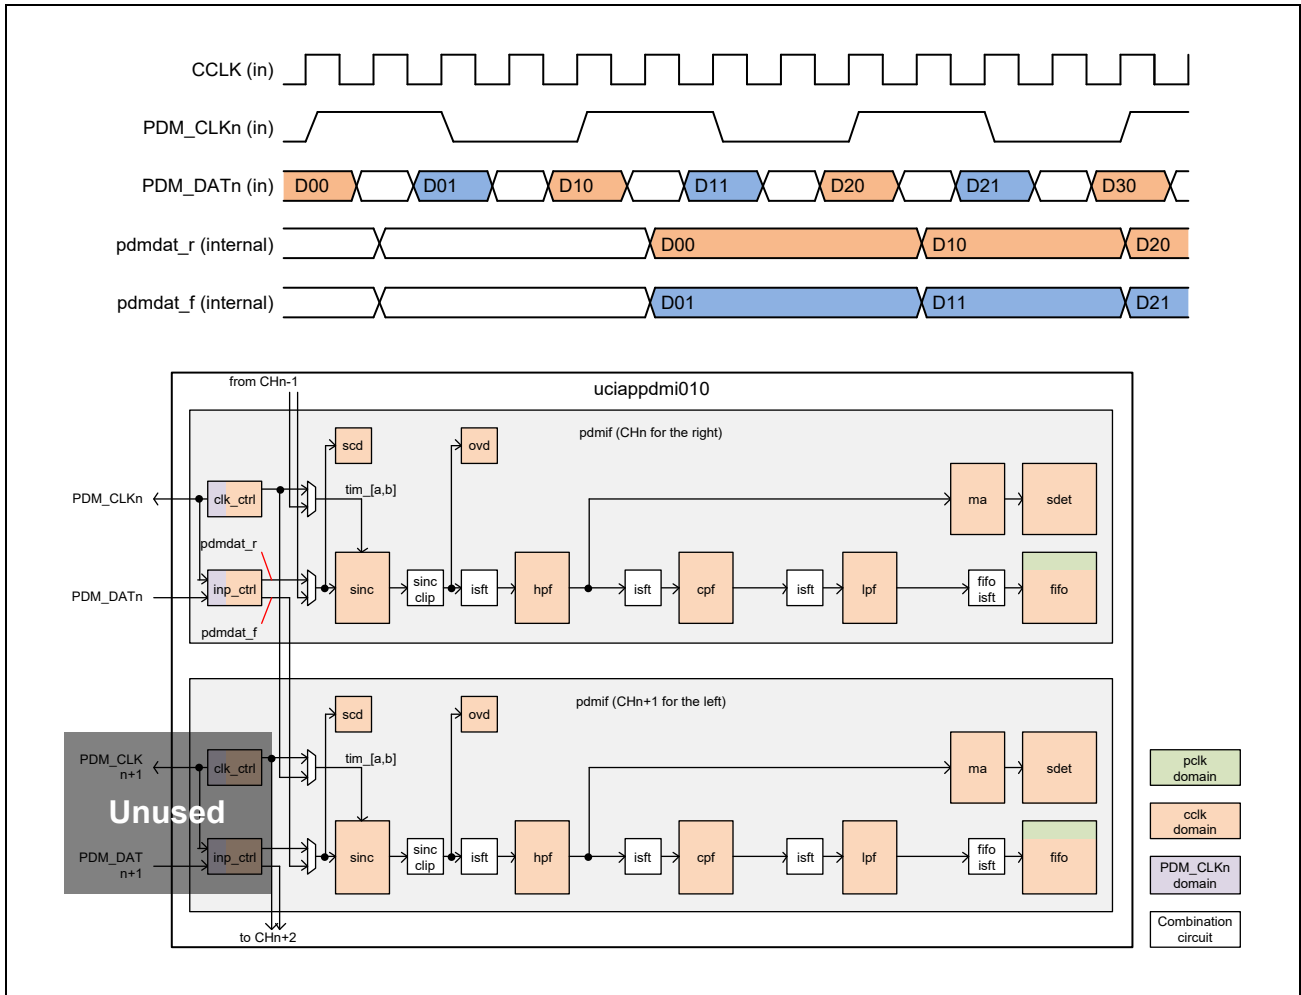 CCLK (in)
PDM_CLKn (in)
PDM_DATn (in)
D00
D01
D10
D11
D20
D21
D30
pdmdat_r (internal)
D00
D10
D20
pdmdat_f (internal)
D01
D11
D21
from CHn-1
uciappdmi010
pdmif (CHn for the right)
scd
ovd
PDM_CLKn
clk_ctrl
tim_[a,b]
ma
sdet
pdmdat_r
PDM_DATn
inp_ctrl
sinc
sinc
clip
isft
hpf
isft
cpf
isft
lpf
fifo
isft
fifo
pdmdat_f
pdmif (CHn+1 for the left)
scd
ovd
PDM_CLK
n+1
clk_ctrl
tim_[a,b]
ma
sdet
Unused
PDM_DAT
n+1
inp_ctrl
sinc
sinc
clip
isft
hpf
isft
cpf
isft
lpf
fifo
isft
fifo
to CHn+2
pclk
domain
cclk
domain
PDM_CLKn
domain
Combination
circuit